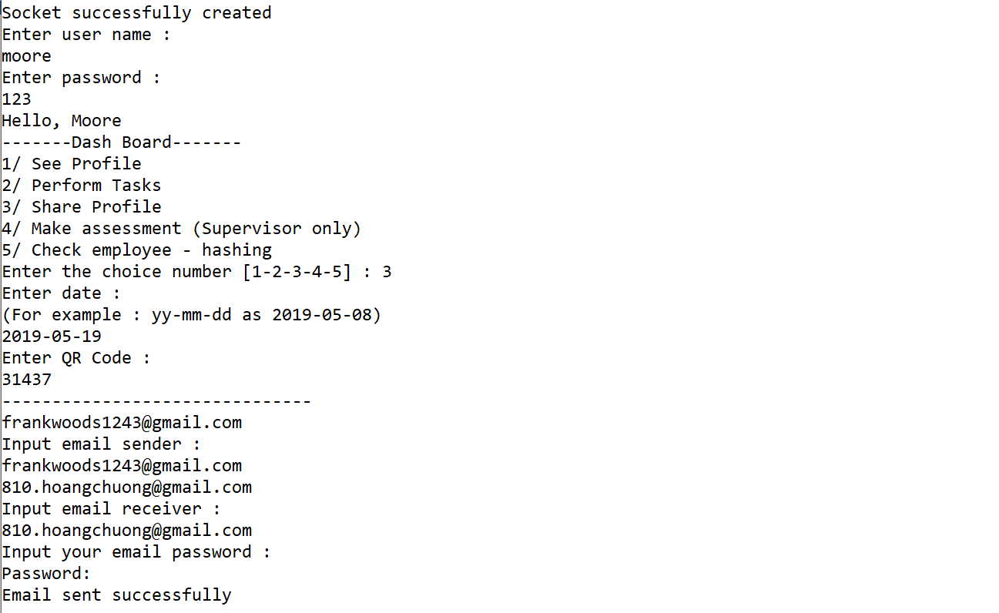 Socket successfully created
Enter user name :
moore
Enter password :
123
Hello, Moore
-------Dash Board-------
1/ See Profile
2/ Perform Tasks
3/ Share Profile
4/ Make assessment (Supervisor only)
5/ Check employee - hashing
Enter the choice number [1-2-3-4-5] : 3
Enter date :
(For example : yy-mm-dd as 2019-05-08)
2019-05-19
Enter QR Code :
31437
-------------------------------
frankwoods1243@gmail.com
Input email sender :
frankwoods1243@gmail.com
810.hoangchuong@gmail.com
Input email receiver :
810.hoangchuong@gmail.com
Input your email password :
Password:
Email sent successfully